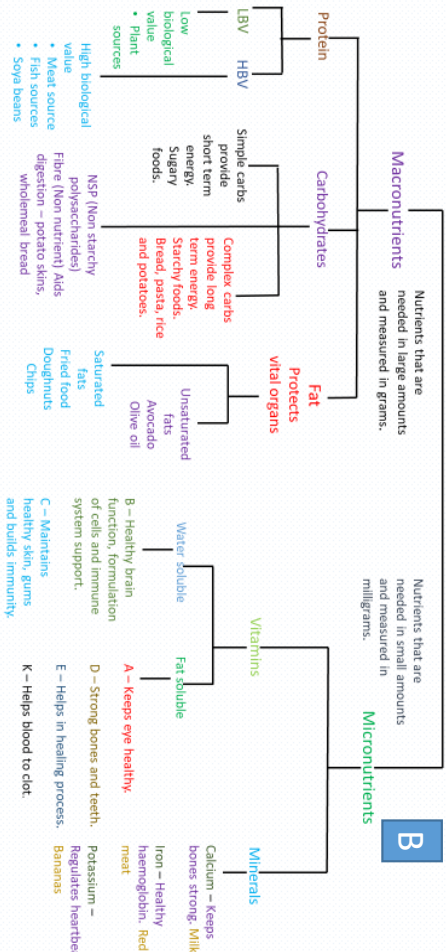 B
Macronutrients
Nutrients that are
needed in large amounts
and measured in grams.
Nutrients that are
needed in small amounts
and measured in
milligrams.
Micronutrients
Protein
LBV
HBV
Low
biological
value
• Plant
sources
High biological
value
• Meat source
• Fish sources
• Soya beans
Carbohydrates
Simple carbs
provide
short term
energy.
Sugary
foods.
Complex carbs
provide long
term energy.
Starchy foods.
Bread, pasta, rice
and potatoes.
NSP (Non starchy
polysaccharides)
Fibre (Non nutrient) Aids
digestion – potato skins,
wholemeal bread
Fat
Protects
vital organs
Saturated
fats
Fried food
Doughnuts
Chips
Unsaturated
fats
Avocado
Olive oil
Vitamins
Water soluble
B – Healthy brain
function, formulation
of cells and immune
system support.
C – Maintains
healthy skin, gums
and builds immunity.
Fat soluble
A – Keeps eye healthy.
D – Strong bones and teeth.
E – Helps in healing process.
K – Helps blood to clot.
Minerals
Calcium – Keeps
bones strong. Milk
Iron – Healthy
haemoglobin. Red
meat
Potassium –
Regulates heartbe
Bananas